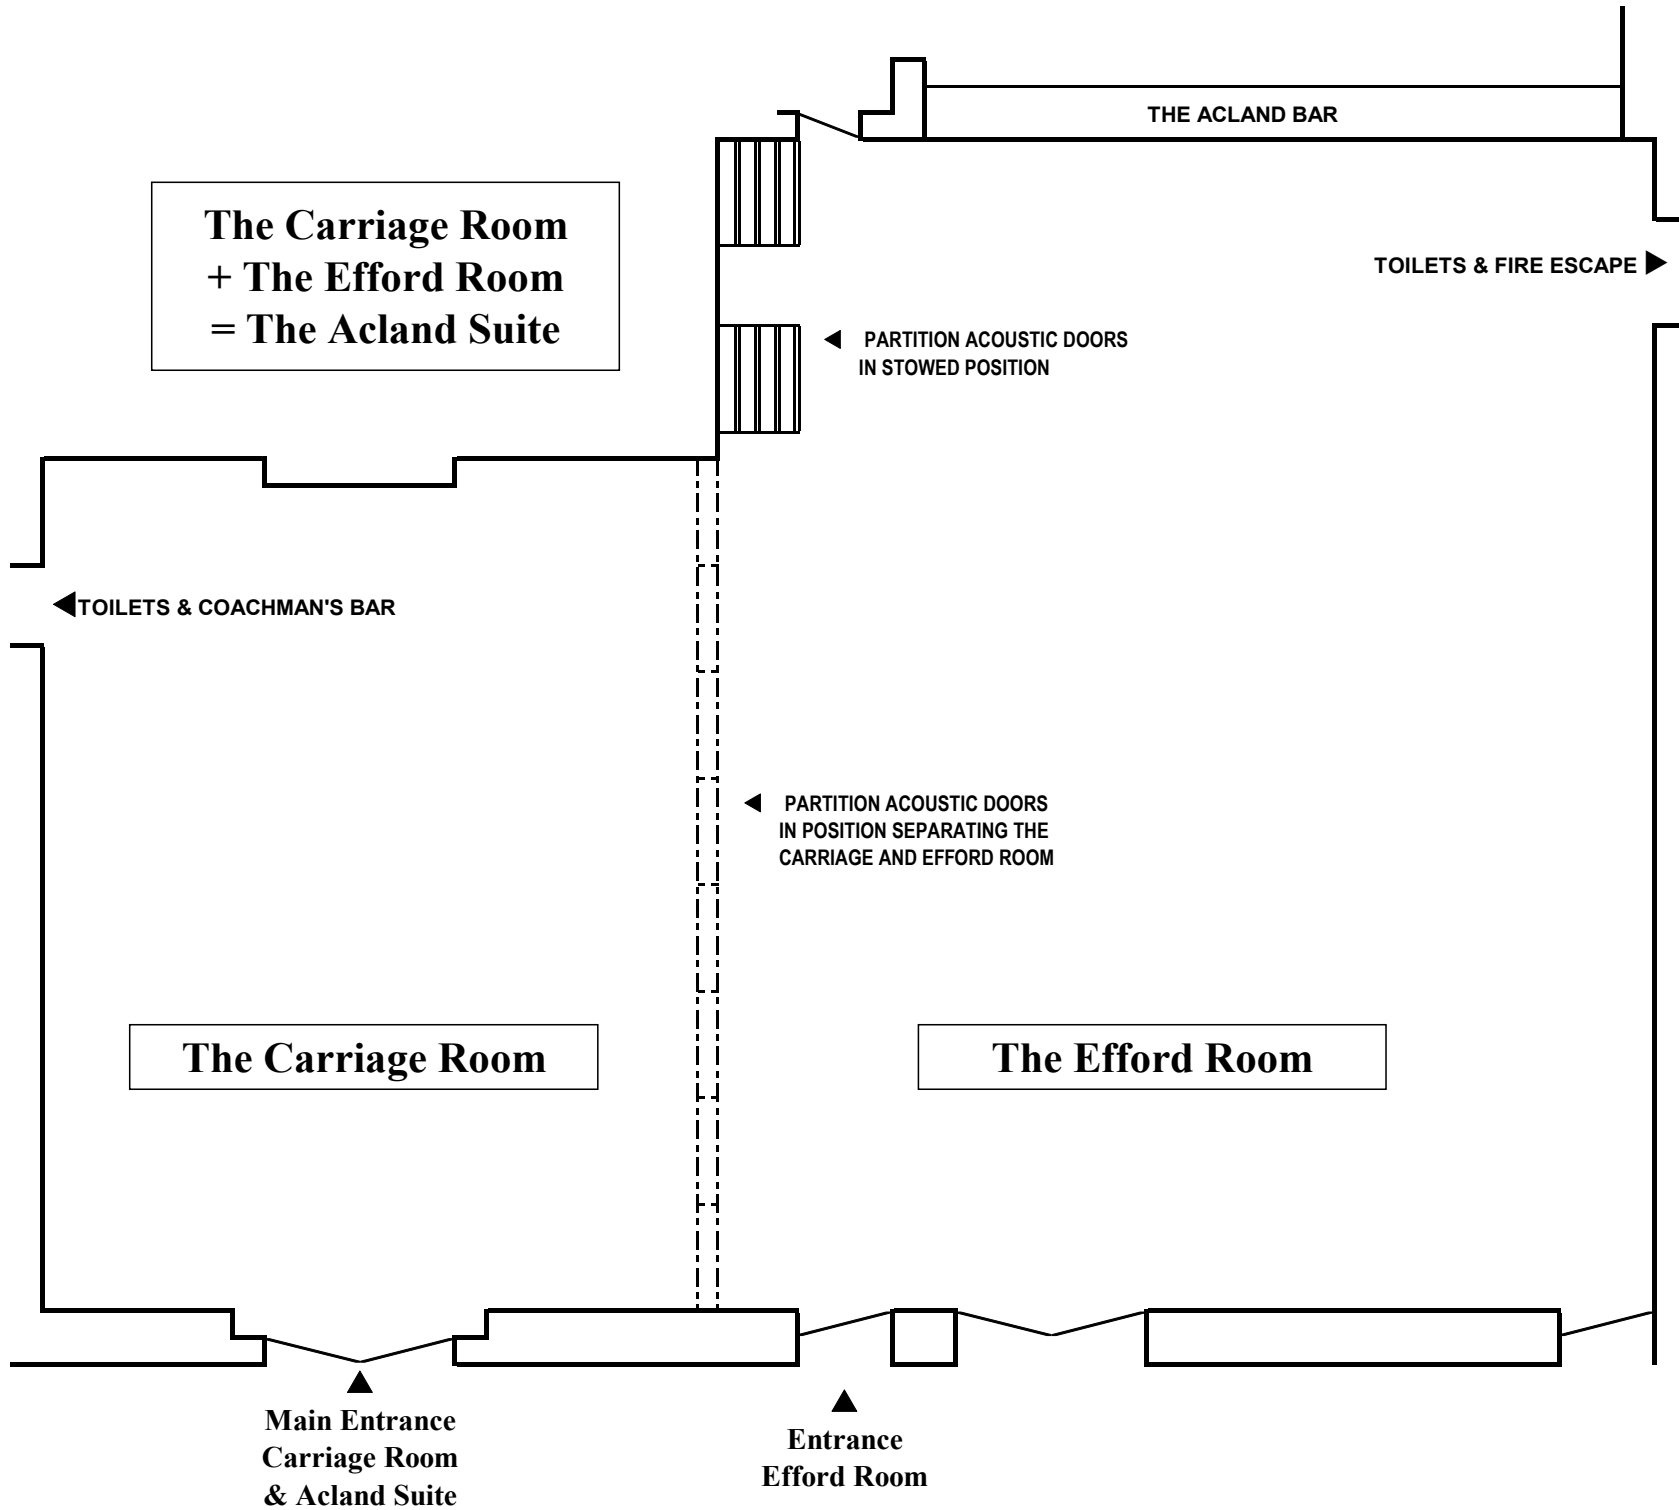 THE ACLAND BAR
The Carriage Room
+ The Efford Room
= The Acland Suite
TOILETS & FIRE ESCAPE
PARTITION ACOUSTIC DOORS
IN STOWED POSITION
TOILETS & COACHMAN'S BAR
PARTITION ACOUSTIC DOORS
IN POSITION SEPARATING THE
CARRIAGE AND EFFORD ROOM
The Carriage Room
The Efford Room
Main Entrance
Carriage Room
& Acland Suite
Entrance
Efford Room